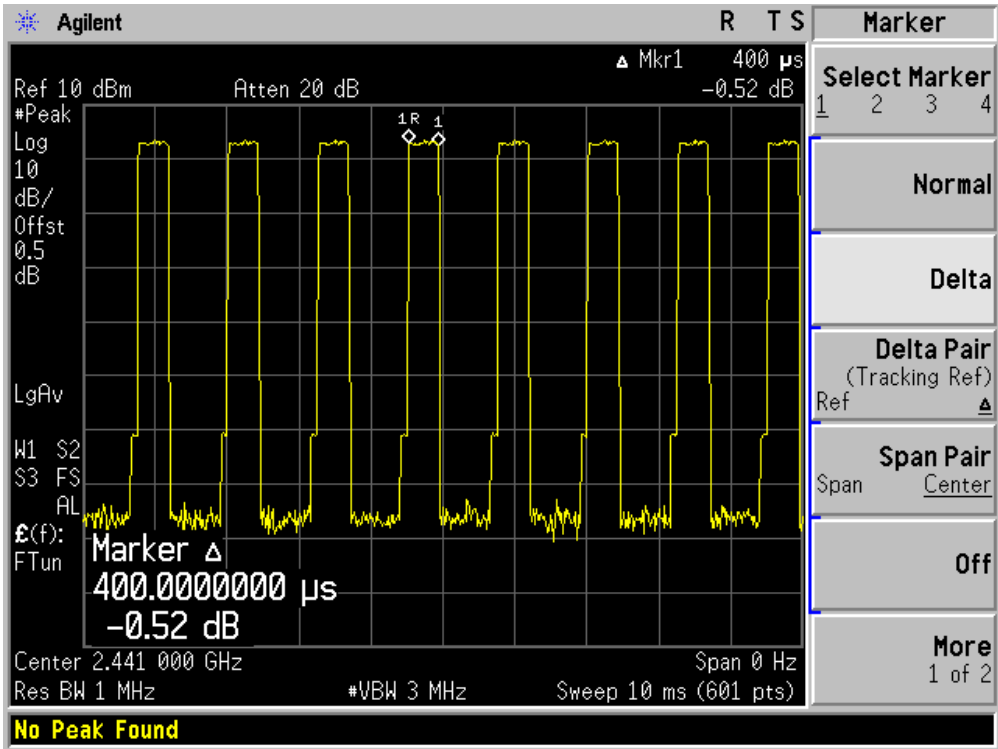 Agilent R T S
Marker
Δ Mkr1 400 µs
Ref 10 dBm Atten 20 dB -0.52 dB
#Peak
Log
10
dB/
Offst
0.5
dB
1R 1
LgAv
W1 S2
S3 FS
AL
£(f):
FTun
Marker Δ
400.0000000 µs
-0.52 dB
Center 2.441 000 GHz Span 0 Hz
Res BW 1 MHz #VBW 3 MHz Sweep 10 ms (601 pts)
No Peak Found
Select Marker
1 2 3 4
Normal
Delta
Delta Pair
(Tracking Ref)
Ref Δ
Span Pair
Span Center
Off
More
1 of 2